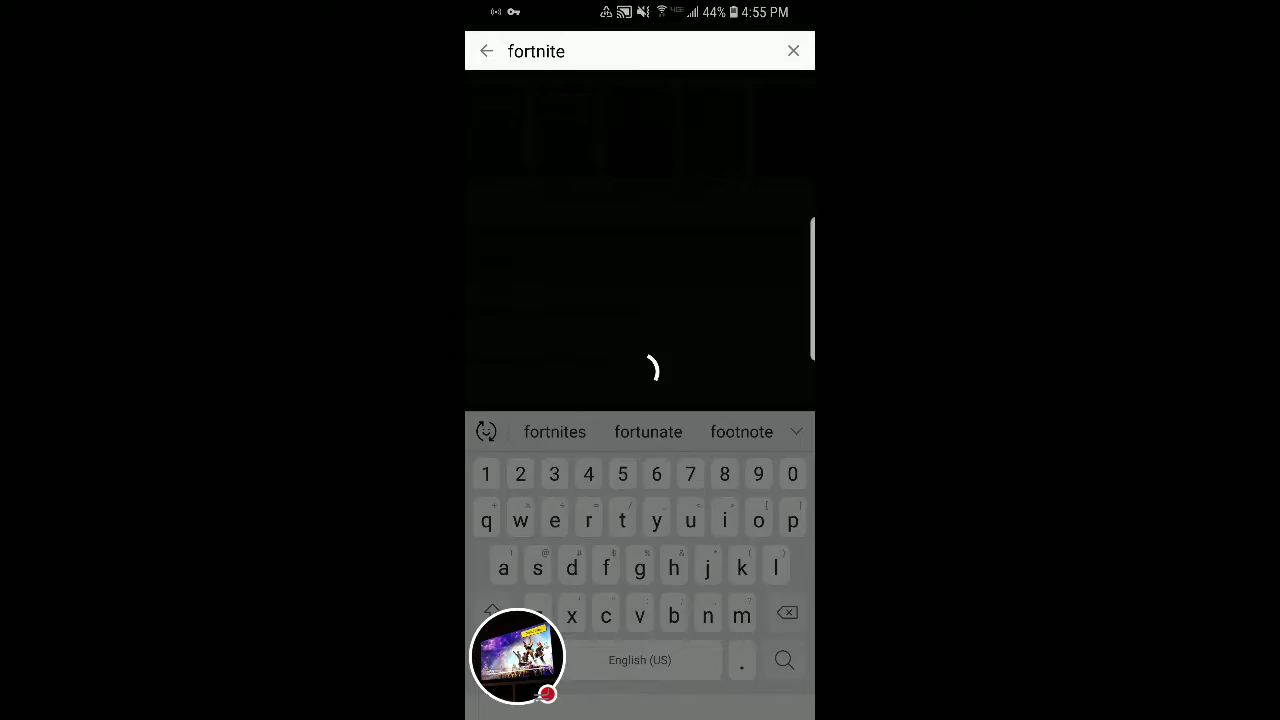 44% 4:55 PM
fortnite
fortnites fortunate footnote
1 2 3 4 5 6 7 8 9 0
q w e r t y u i o p
a s d f g h j k l
x c v b n m
English (US) .